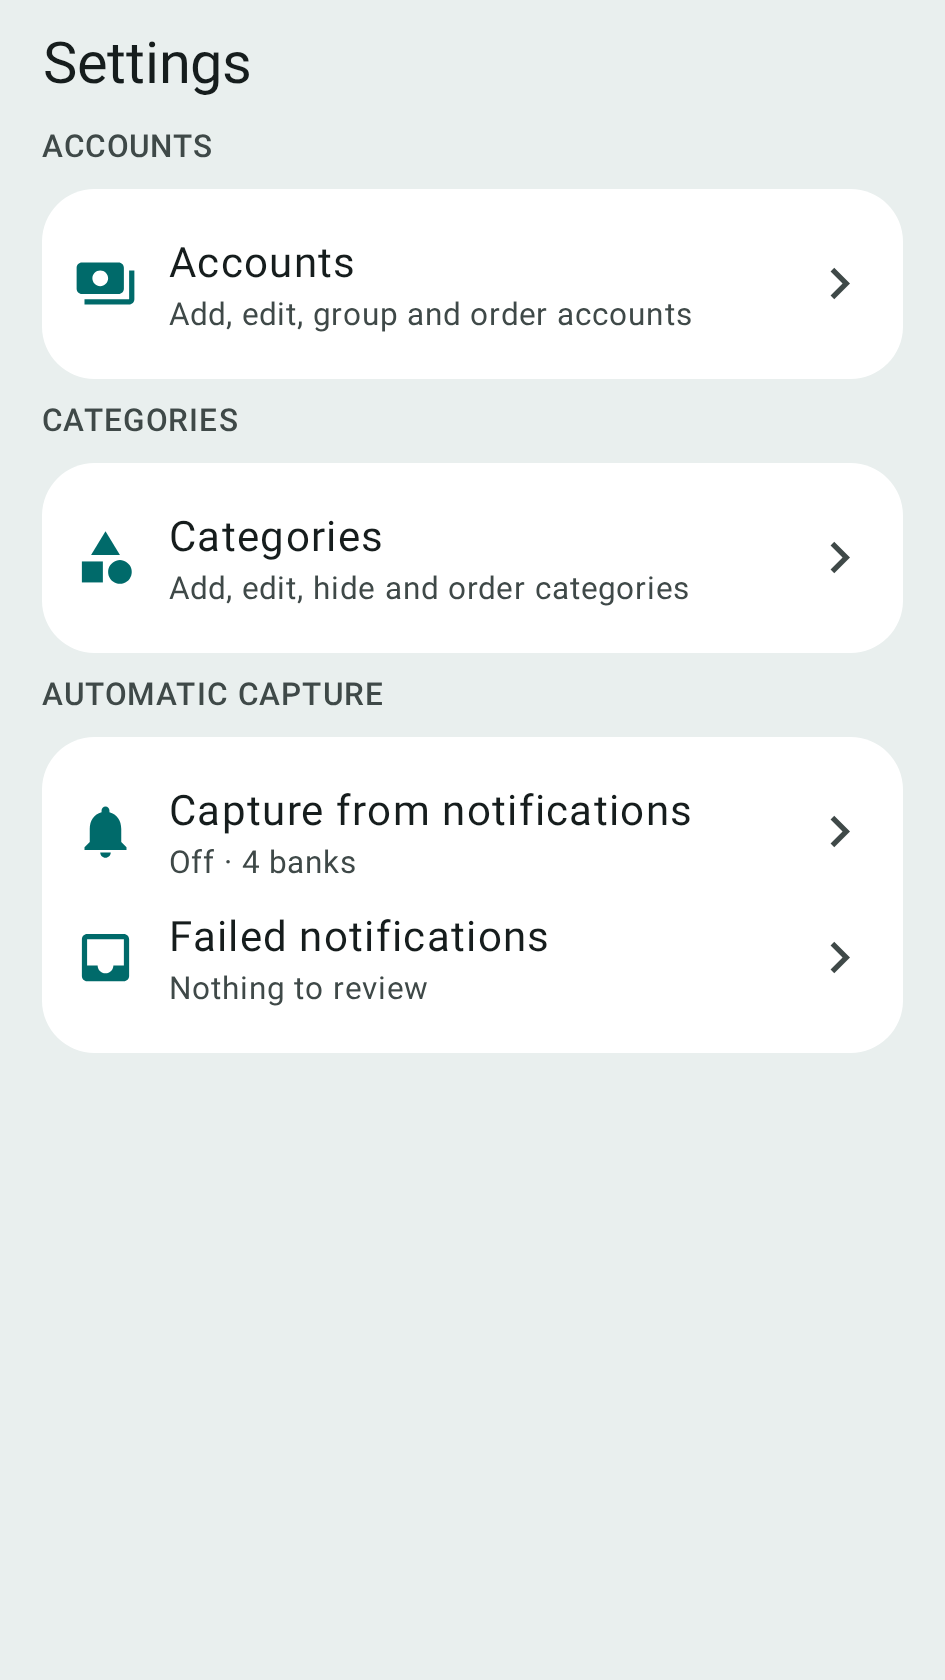 Settings
ACCOUNTS
Accounts
Add, edit, group and order accounts
CATEGORIES
Categories
Add, edit, hide and order categories
AUTOMATIC CAPTURE
Capture from notifications
Off · 4 banks
Failed notifications
Nothing to review